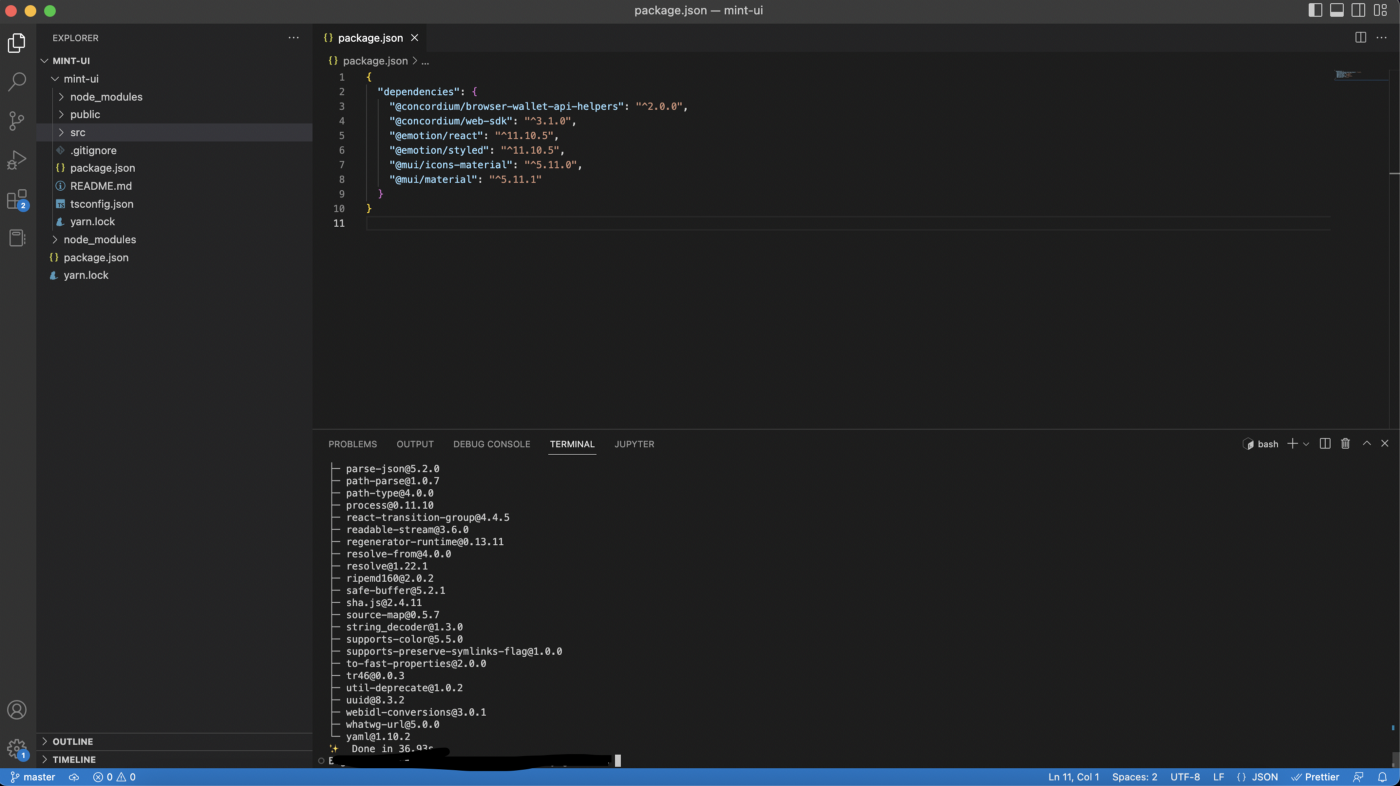 package.json — mint-ui
EXPLORER
MINT-UI
mint-ui
node_modules
public
src
.gitignore
{} package.json
README.md
TS tsconfig.json
yarn.lock
node_modules
{} package.json
yarn.lock
OUTLINE
TIMELINE
2
1
{} package.json
{} package.json > ...
1 {
2 "dependencies": {
3 "@concordium/browser-wallet-api-helpers": "^2.0.0",
4 "@concordium/web-sdk": "^3.1.0",
5 "@emotion/react": "^11.10.5",
6 "@emotion/styled": "^11.10.5",
7 "@mui/icons-material": "^5.11.0",
8 "@mui/material": "^5.11.1"
9 }
10 }
11
PROBLEMS OUTPUT DEBUG CONSOLE TERMINAL JUPYTER
bash
├─ parse-json@5.2.0
├─ path-parse@1.0.7
├─ path-type@4.0.0
├─ process@0.11.10
├─ react-transition-group@4.4.5
├─ readable-stream@3.6.0
├─ regenerator-runtime@0.13.11
├─ resolve-from@4.0.0
├─ resolve@1.22.1
├─ ripemd160@2.0.2
├─ safe-buffer@5.2.1
├─ sha.js@2.4.11
├─ source-map@0.5.7
├─ string_decoder@1.3.0
├─ supports-color@5.5.0
├─ supports-preserve-symlinks-flag@1.0.0
├─ to-fast-properties@2.0.0
├─ tr46@0.0.3
├─ util-deprecate@1.0.2
├─ uuid@8.3.2
├─ webidl-conversions@3.0.1
├─ whatwg-url@5.0.0
└─ yaml@1.10.2
✨ Done in 36.93s
master 0 0 Ln 11, Col 1 Spaces: 2 UTF-8 LF {} JSON Prettier